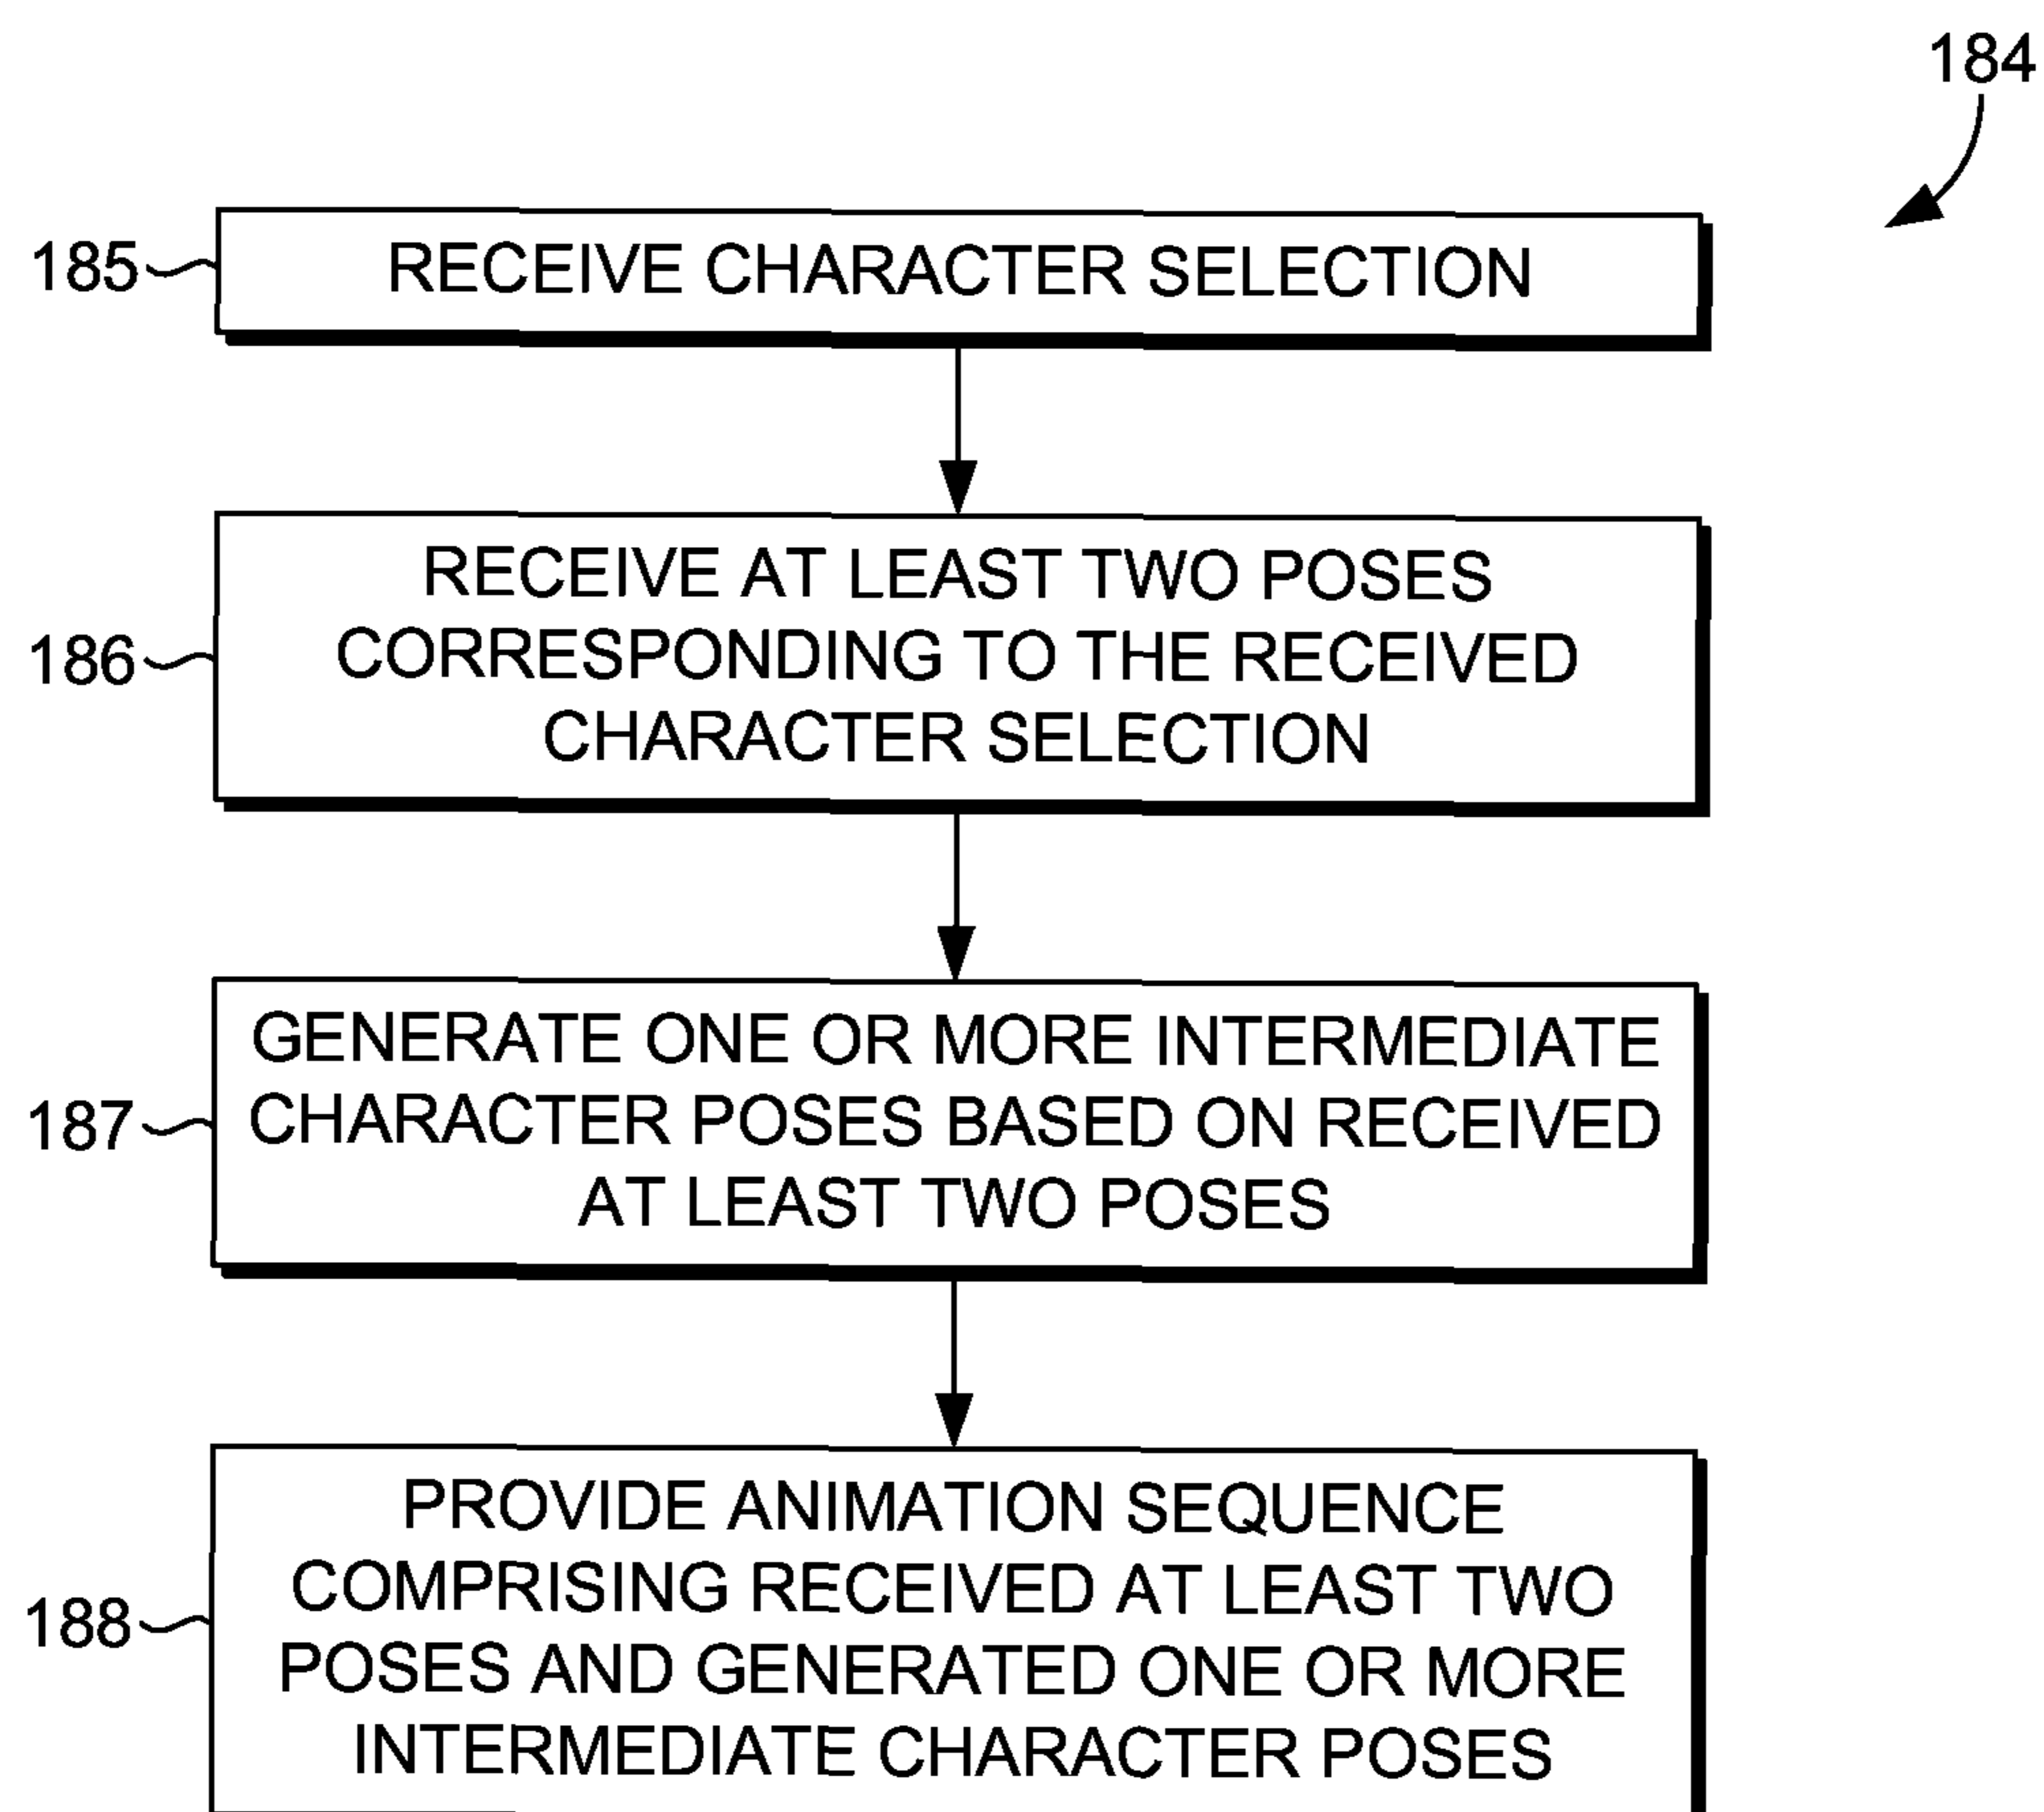 184
185
RECEIVE CHARACTER SELECTION
186
RECEIVE AT LEAST TWO POSES
CORRESPONDING TO THE RECEIVED
CHARACTER SELECTION
187
GENERATE ONE OR MORE INTERMEDIATE
CHARACTER POSES BASED ON RECEIVED
AT LEAST TWO POSES
188
PROVIDE ANIMATION SEQUENCE
COMPRISING RECEIVED AT LEAST TWO
POSES AND GENERATED ONE OR MORE
INTERMEDIATE CHARACTER POSES